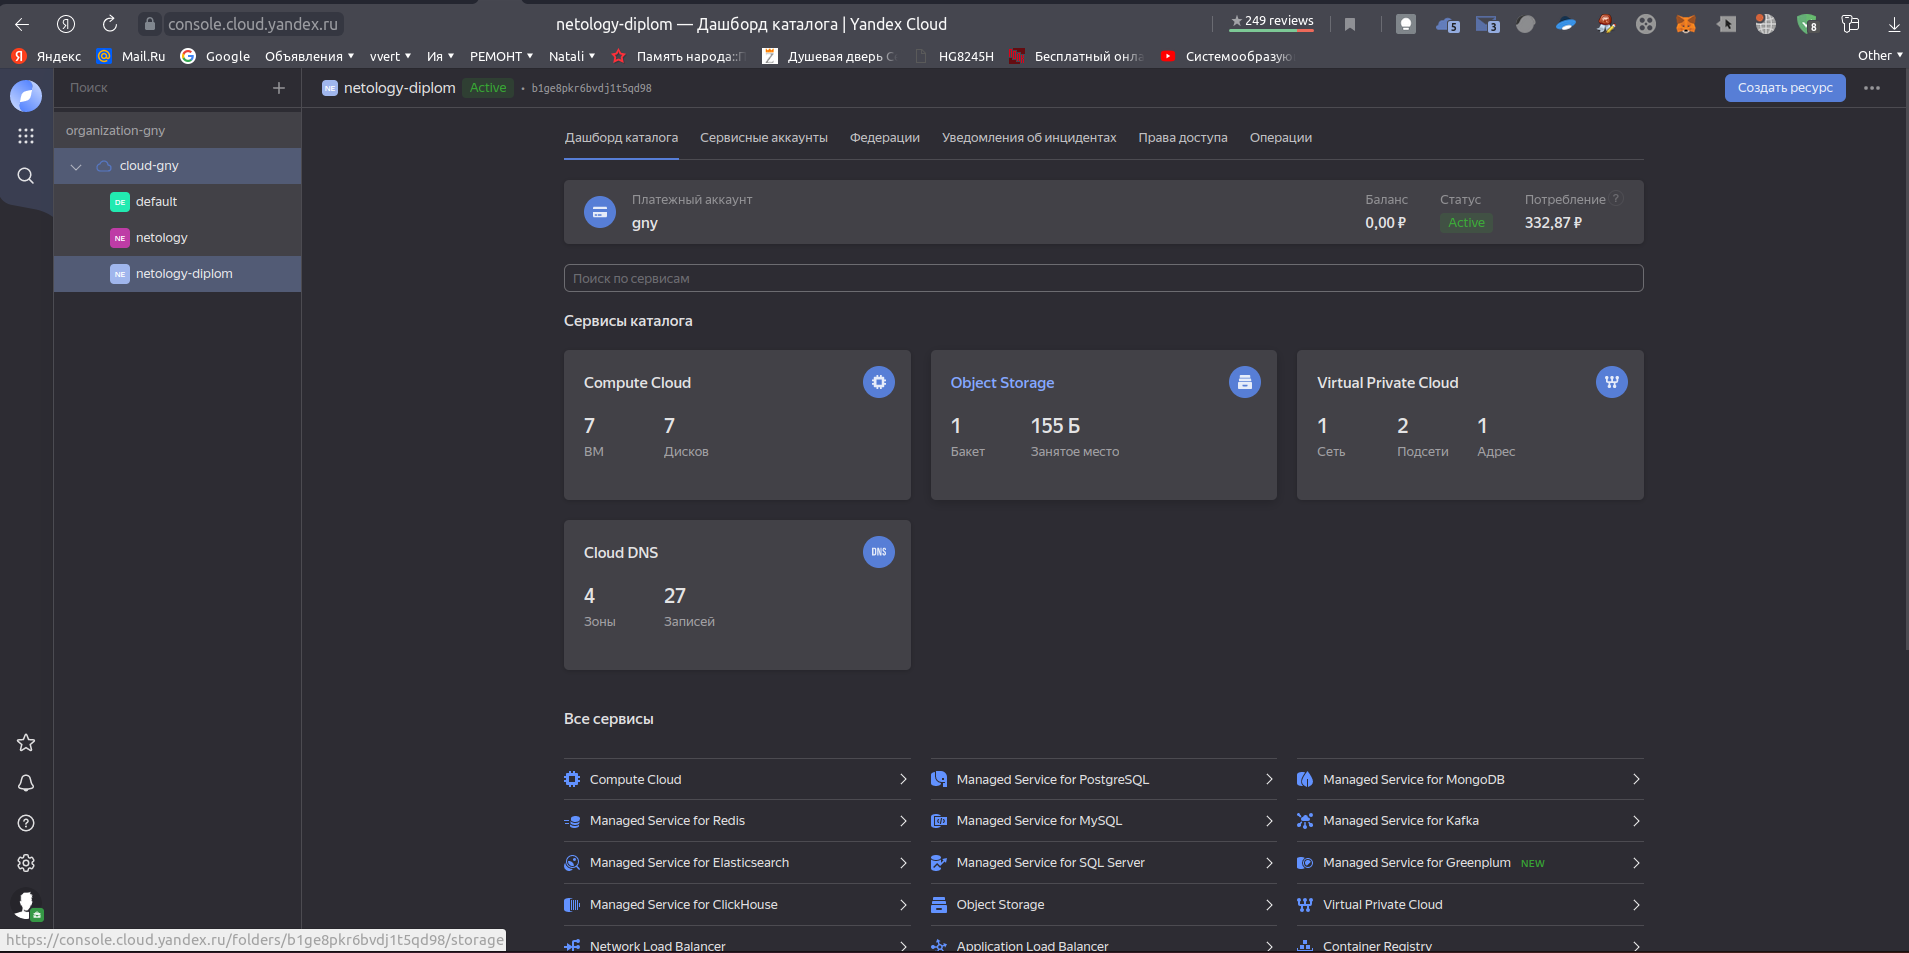 console.cloud.yandex.ru
netology-diplom — Дашборд каталога | Yandex Cloud
★ 249 reviews
5
3
8
Яндекс
Mail.Ru
Google
Объявления
vvert
Ия
РЕМОНТ
Natali
Память народа::
Душевая дверь
HG8245H
Бесплатный онла
Системообразую
Other
Поиск
NE netology-diplom Active • b1ge8pkr6bvdj1t5qd98
Создать ресурс
organization-gny
cloud-gny
DE default
NE netology
NE netology-diplom
Дашборд каталога Сервисные аккаунты Федерации Уведомления об инцидентах Права доступа Операции
Платежный аккаунт
gny
Баланс
0,00 ₽
Статус
Active
Потребление ?
332,87 ₽
Поиск по сервисам
Сервисы каталога
Compute Cloud
7
ВМ
7
Дисков
Object Storage
1
Бакет
155 Б
Занятое место
Virtual Private Cloud
1
Сеть
2
Подсети
1
Адрес
Cloud DNS
DNS
4
Зоны
27
Записей
Все сервисы
Compute Cloud
Managed Service for PostgreSQL
Managed Service for MongoDB
Managed Service for Redis
Managed Service for MySQL
Managed Service for Kafka
Managed Service for Elasticsearch
Managed Service for SQL Server
Managed Service for Greenplum NEW
Managed Service for ClickHouse
Object Storage
Virtual Private Cloud
Network Load Balancer
Application Load Balancer
Container Registry
https://console.cloud.yandex.ru/folders/b1ge8pkr6bvdj1t5qd98/storage